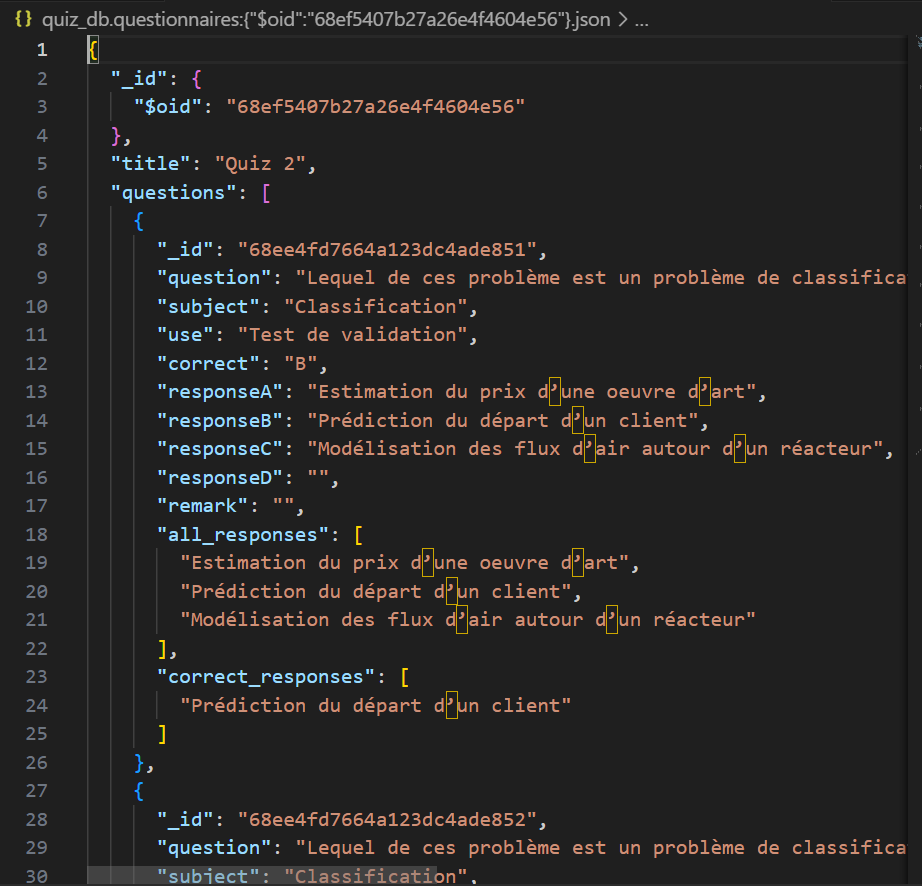 {} quiz_db.questionnaires:{"$oid":"68ef5407b27a26e4f4604e56"}.json > ...
1 {
2 "_id": {
3 "$oid": "68ef5407b27a26e4f4604e56"
4 },
5 "title": "Quiz 2",
6 "questions": [
7 {
8 "_id": "68ee4fd7664a123dc4ade851",
9 "question": "Lequel de ces problème est un problème de classifica
10 "subject": "Classification",
11 "use": "Test de validation",
12 "correct": "B",
13 "responseA": "Estimation du prix d’une oeuvre d’art",
14 "responseB": "Prédiction du départ d’un client",
15 "responseC": "Modélisation des flux d’air autour d’un réacteur",
16 "responseD": "",
17 "remark": "",
18 "all_responses": [
19 "Estimation du prix d’une oeuvre d’art",
20 "Prédiction du départ d’un client",
21 "Modélisation des flux d’air autour d’un réacteur"
22 ],
23 "correct_responses": [
24 "Prédiction du départ d’un client"
25 ]
26 },
27 {
28 "_id": "68ee4fd7664a123dc4ade852",
29 "question": "Lequel de ces problème est un problème de classifica
30 "subject": "Classification",